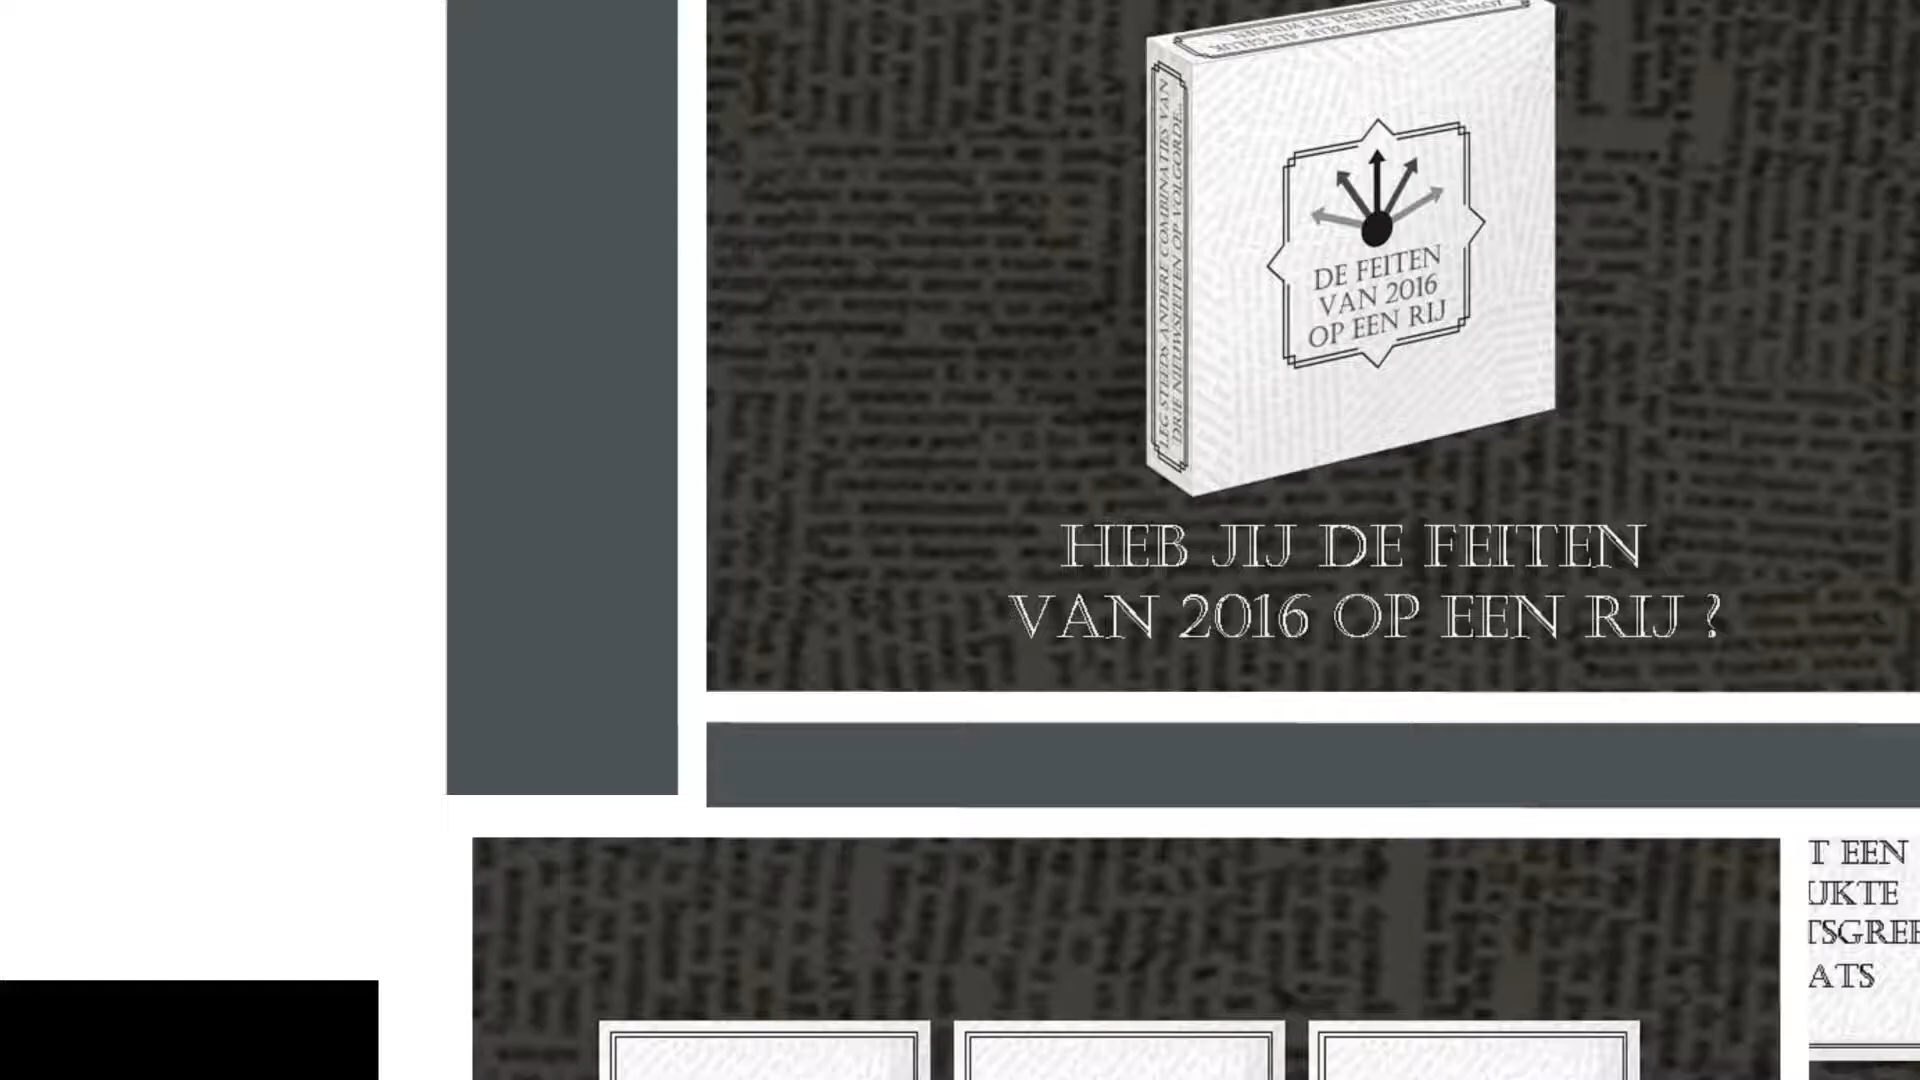 LEG STEEDS ANDERE COMBINATIES VAN
DRIE NIEUWSFEITEN OP VOLGORDE...
DE FEITEN
VAN 2016
OP EEN RIJ
HEB JIJ DE FEITEN
VAN 2016 OP EEN RIJ ?
T EEN
UKTE
TSGREE
ATS